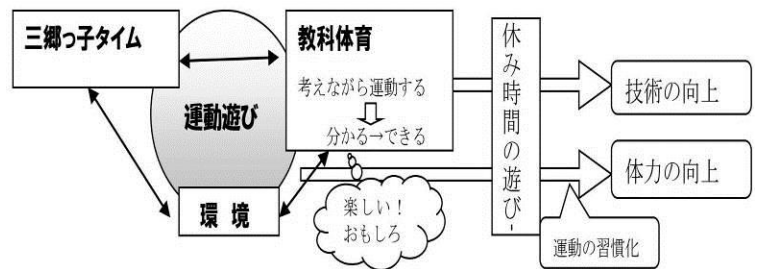 三郷っ子タイム
教科体育
考えながら運動する
分かる→できる
運動遊び
環 境
楽しい！
おもしろ
休み時間の遊び
技術の向上
体力の向上
運動の習慣化